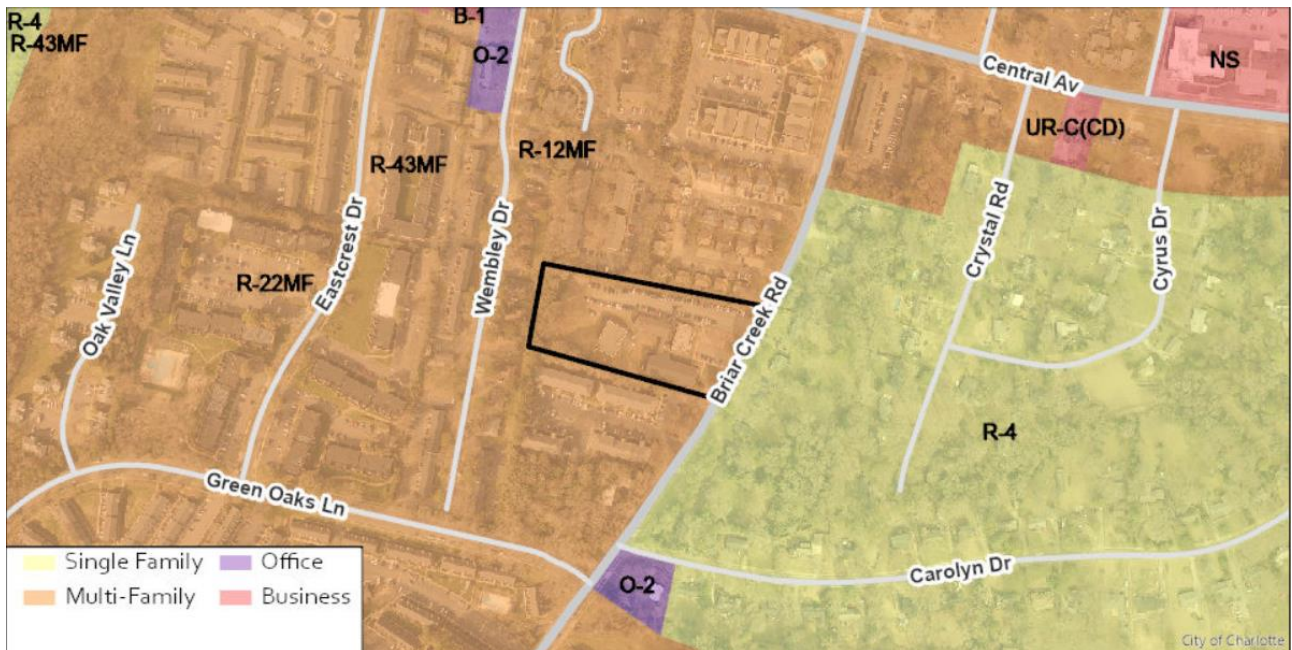 R-4
R-43MF
B-1
O-2
Central Av
NS
UR-C(CD)
R-12MF
R-43MF
Eastcrest Dr
Wembley Dr
Crystal Rd
Cyrus Dr
Oak Valley Ln
R-22MF
Briar Creek Rd
R-4
Green Oaks Ln
Carolyn Dr
O-2
Single Family
Office
Multi-Family
Business
City of Charlotte